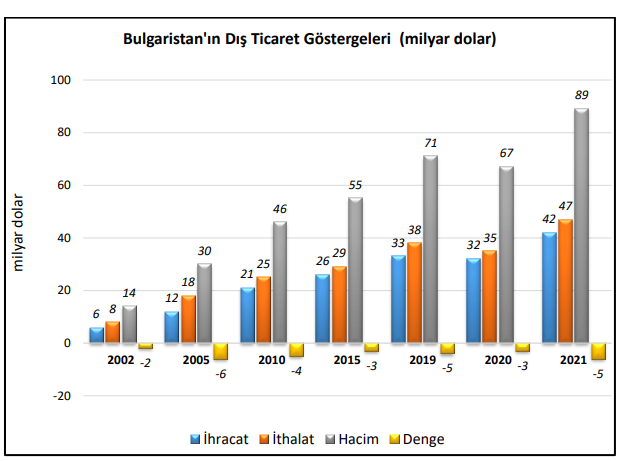 Bulgaristan'ın Dış Ticaret Göstergeleri (milyar dolar)
milyar dolar
100
80
60
40
20
0
-20
6 8 14 -2
12 18 30 -6
21 25 46 -4
26 29 55 -3
33 38 71 -5
32 35 67 -3
42 47 89 -5
2002 2005 2010 2015 2019 2020 2021
İhracat İthalat Hacim Denge